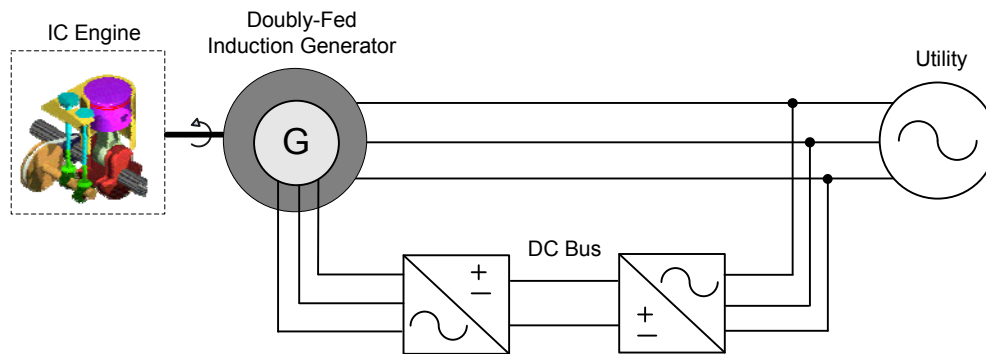 IC Engine
Doubly-Fed
Induction Generator
Utility
G
DC Bus
+
−
+
−